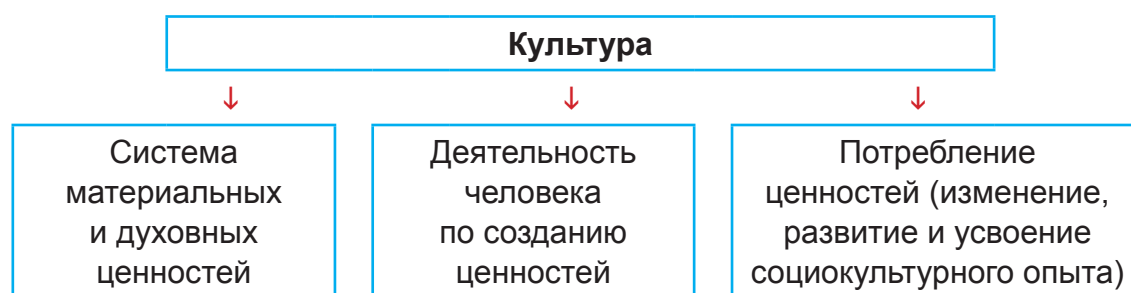 Культура
↓ ↓ ↓
Система
материальных
и духовных
ценностей
Деятельность
человека
по созданию
ценностей
Потребление
ценностей (изменение,
развитие и усвоение
социокультурного опыта)